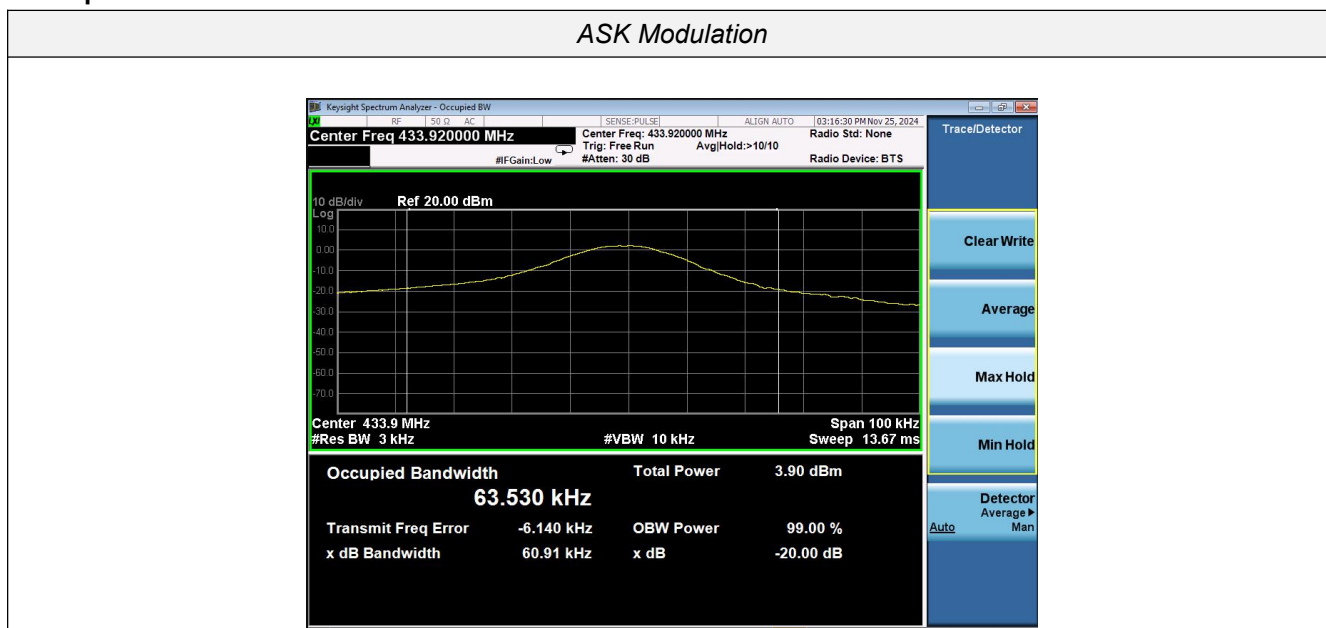 ASK Modulation
Keysight Spectrum Analyzer - Occupied BW
LXI RF 50 Ω AC SENSE:PULSE ALIGN AUTO 03:16:30 PM Nov 25, 2024
Center Freq 433.920000 MHz
Center Freq: 433.920000 MHz Radio Std: None
Trig: Free Run Avg|Hold:>10/10
#IFGain:Low #Atten: 30 dB Radio Device: BTS
10 dB/div Ref 20.00 dBm
Log
10.0
0.00
-10.0
-20.0
-30.0
-40.0
-50.0
-60.0
-70.0
Center 433.9 MHz Span 100 kHz
#Res BW 3 kHz #VBW 10 kHz Sweep 13.67 ms
Occupied Bandwidth Total Power 3.90 dBm
63.530 kHz
Transmit Freq Error -6.140 kHz OBW Power 99.00 %
x dB Bandwidth 60.91 kHz x dB -20.00 dB
Trace/Detector
Clear Write
Average
Max Hold
Min Hold
Detector
Average▶
Auto Man